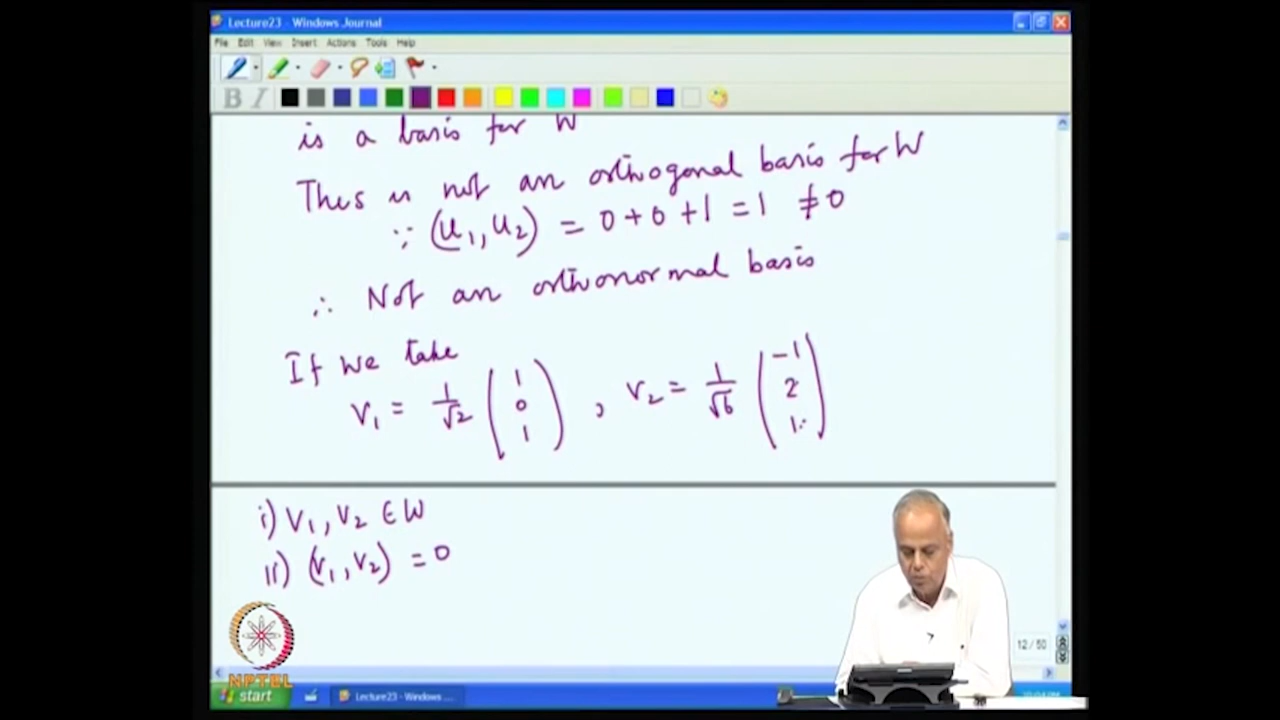 Lecture23 - Windows Journal
File Edit View Insert Actions Tools Help
B I
is a basis for W
This is not an orthogonal basis for W
∵ (u₁, u₂) = 0 + 0 + 1 = 1 ≠ 0
∴ Not an orthonormal basis
If we take
v₁ = 1/√2 (1 0 1), v₂ = 1/√6 (-1 2 1)
i) v₁, v₂ ∈ W
ii) (v₁, v₂) = 0
12 / 50
NPTEL
start Lecture23 - Windows ...